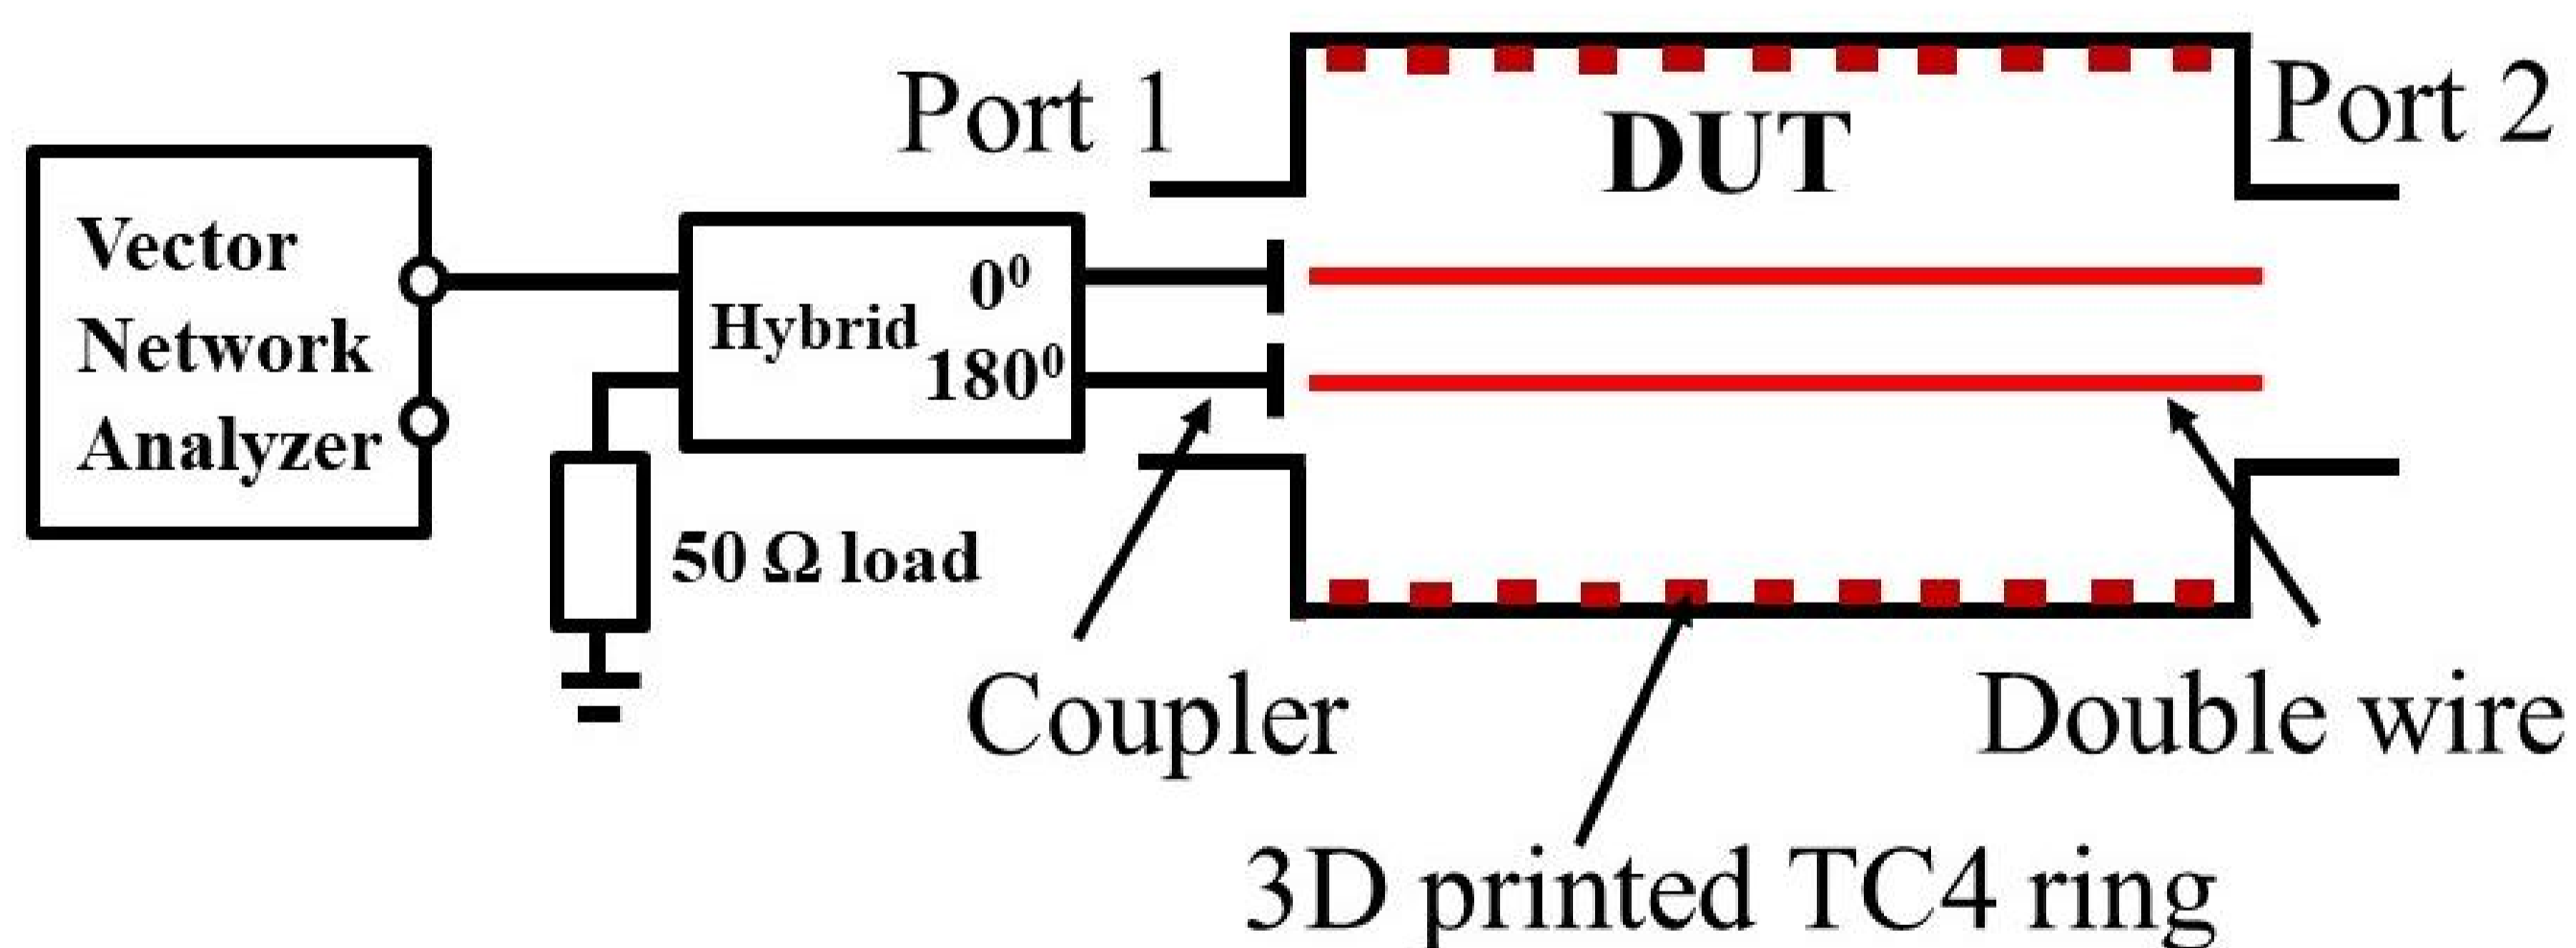 Port 1
DUT
Port 2
Vector
Network
Analyzer
Hybrid
0⁰
180⁰
50 Ω load
Coupler
Double wire
3D printed TC4 ring